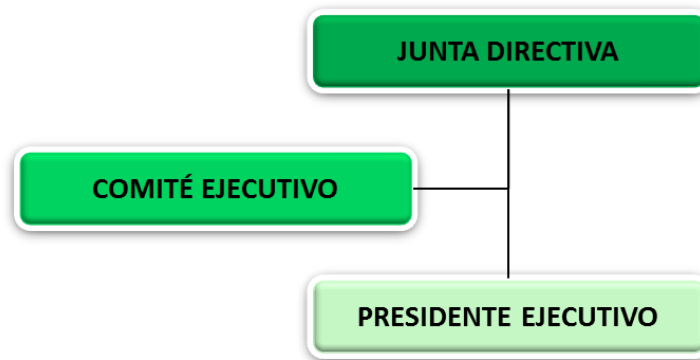 JUNTA DIRECTIVA
COMITÉ EJECUTIVO
PRESIDENTE EJECUTIVO